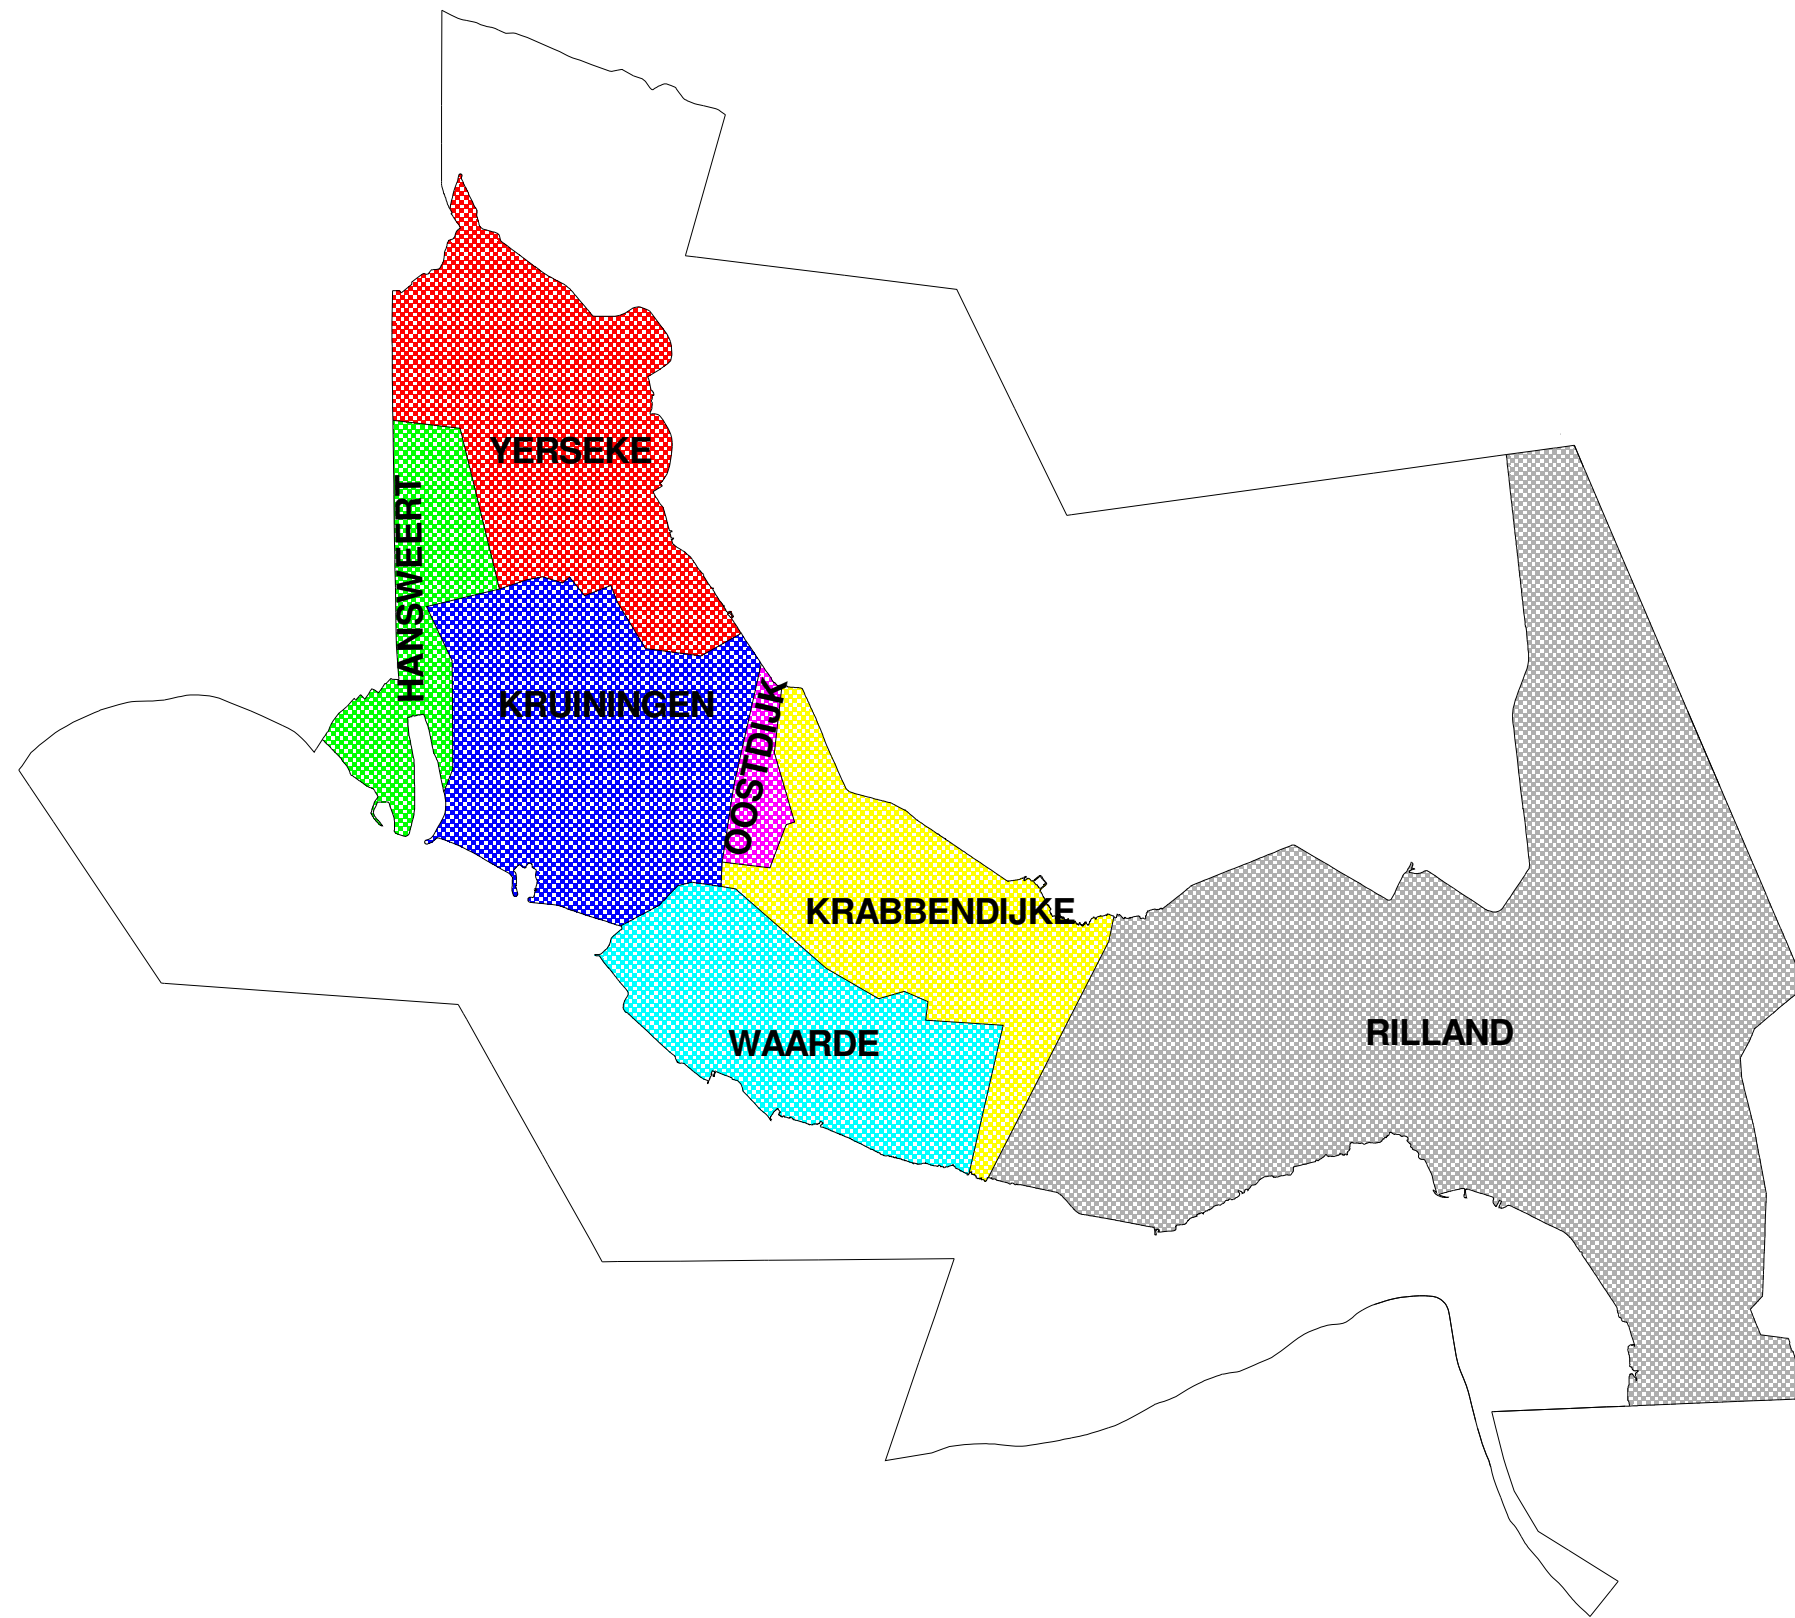 YERSEKE
HANSWEERT
KRUININGEN
OOSTDIJK
KRABBENDIJKE
WAARDE
RILLAND